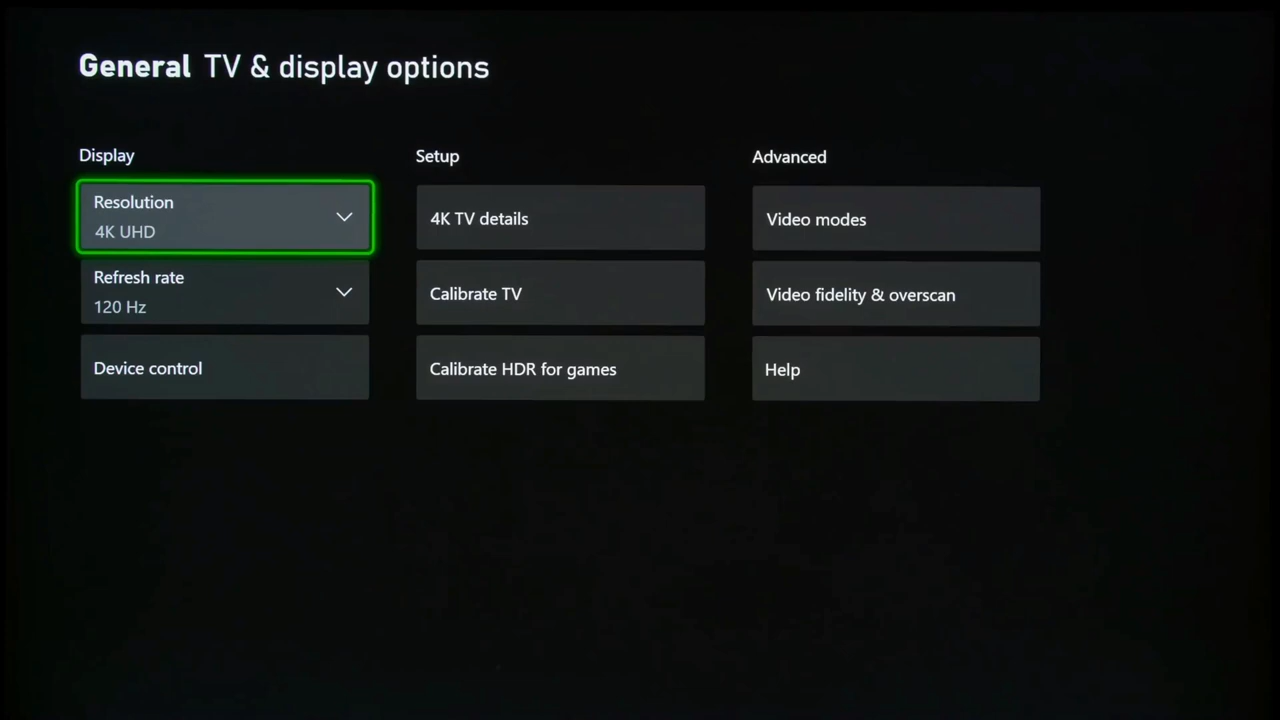 General TV & display options
Display
Resolution
4K UHD
Refresh rate
120 Hz
Device control
Setup
4K TV details
Calibrate TV
Calibrate HDR for games
Advanced
Video modes
Video fidelity & overscan
Help